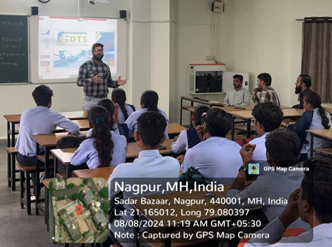 SDTS
GPS Map Camera
Nagpur,MH,India
Sadar Bazaar, Nagpur, 440001, MH, India
Lat 21.165012, Long 79.080397
08/08/2024 11:19 AM GMT+05:30
Note : Captured by GPS Map Camera